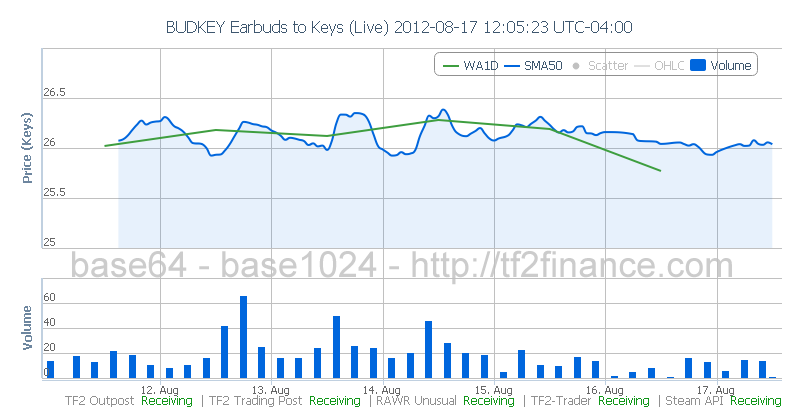 BUDKEY Earbuds to Keys (Live) 2012-08-17 12:05:23 UTC-04:00
WA1D SMA50 Scatter OHLC Volume
Price (Keys)
26.5
26
25.5
25
base64 - base1024 - http://tf2finance.com
Volume
60
40
20
0
12. Aug 13. Aug 14. Aug 15. Aug 16. Aug 17. Aug
TF2 Outpost Receiving | TF2 Trading Post Receiving | RAWR Unusual Receiving | TF2-Trader Receiving | Steam API Receiving